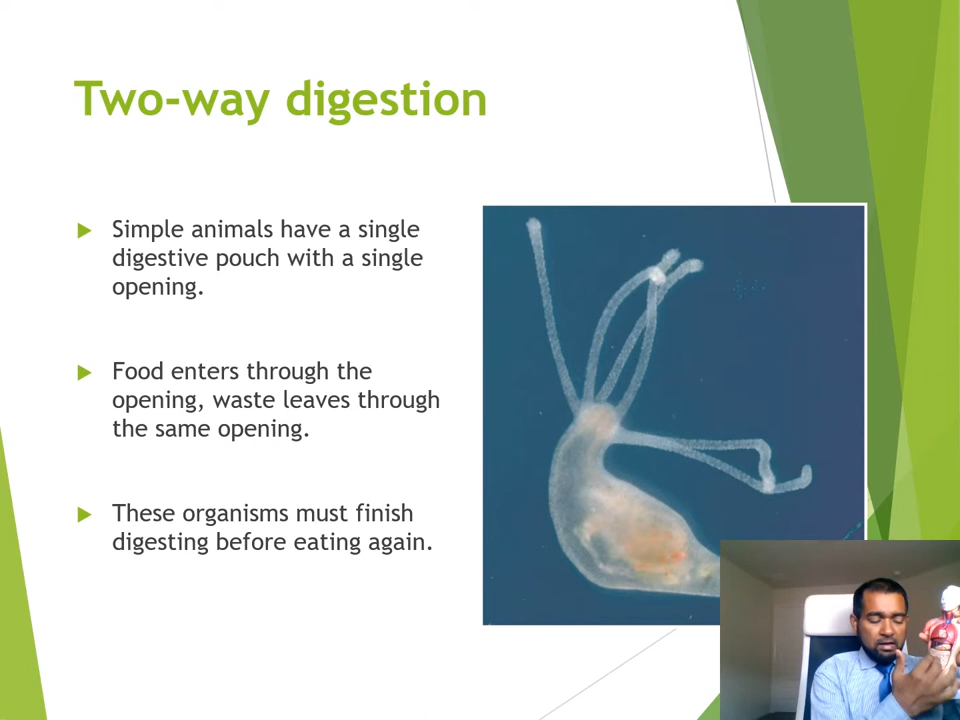 Two-way digestion
Simple animals have a single
digestive pouch with a single
opening.
Food enters through the
opening, waste leaves through
the same opening.
These organisms must finish
digesting before eating again.